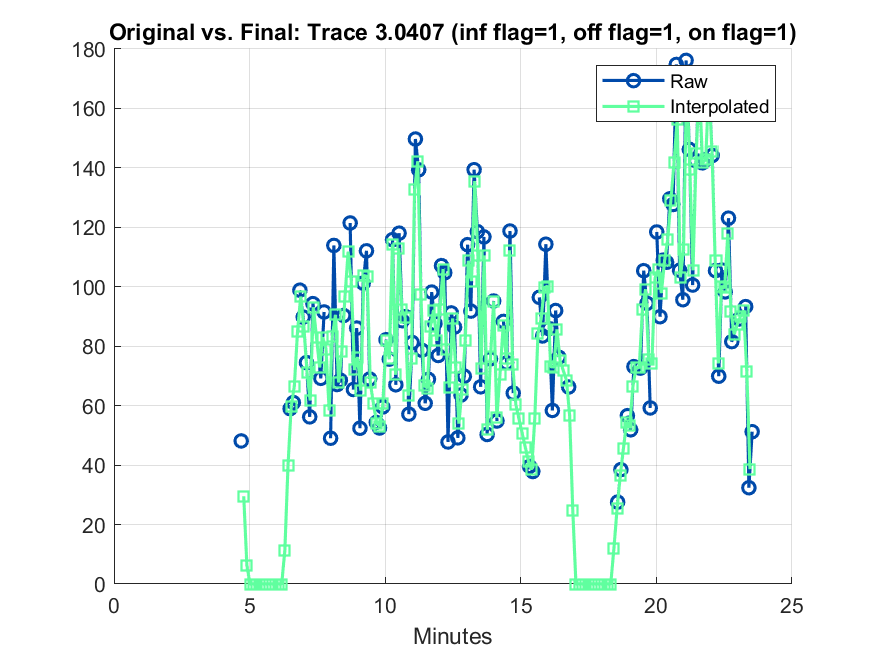 Original vs. Final: Trace 3.0407 (inf flag=1, off flag=1, on flag=1)
180
160
140
120
100
80
60
40
20
0
Raw
Interpolated
0 5 10 15 20 25
Minutes